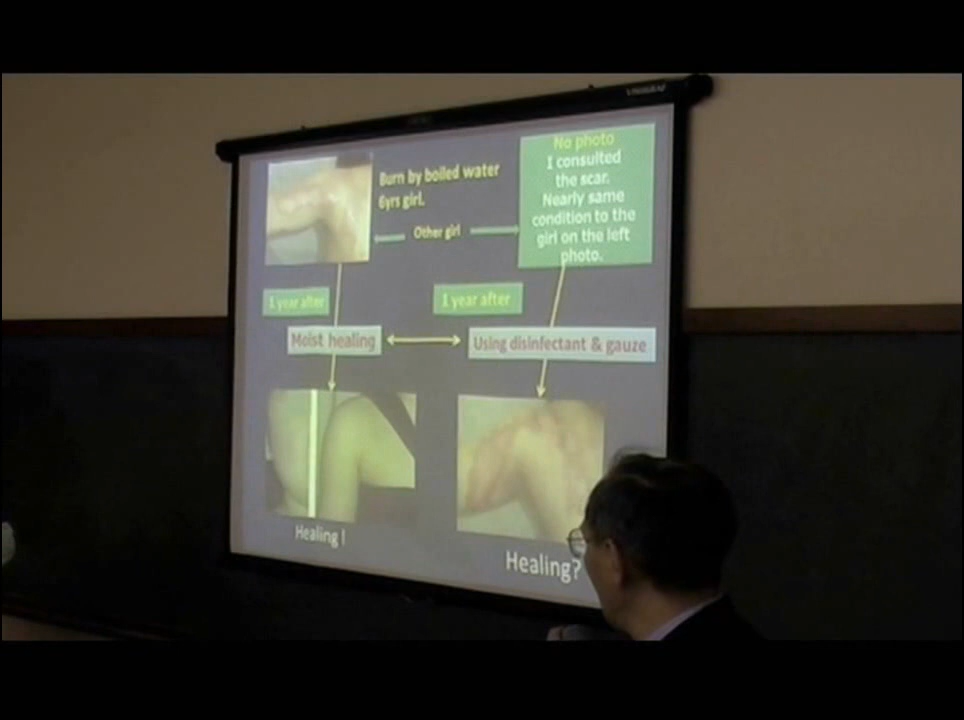 Burn by boiled water
6yrs girl.
Other girl
No photo
I consulted
the scar.
Nearly same
condition to the
girl on the left
photo.
1 year after
1 year after
Moist healing
Using disinfectant & gauze
Healing !
Healing?